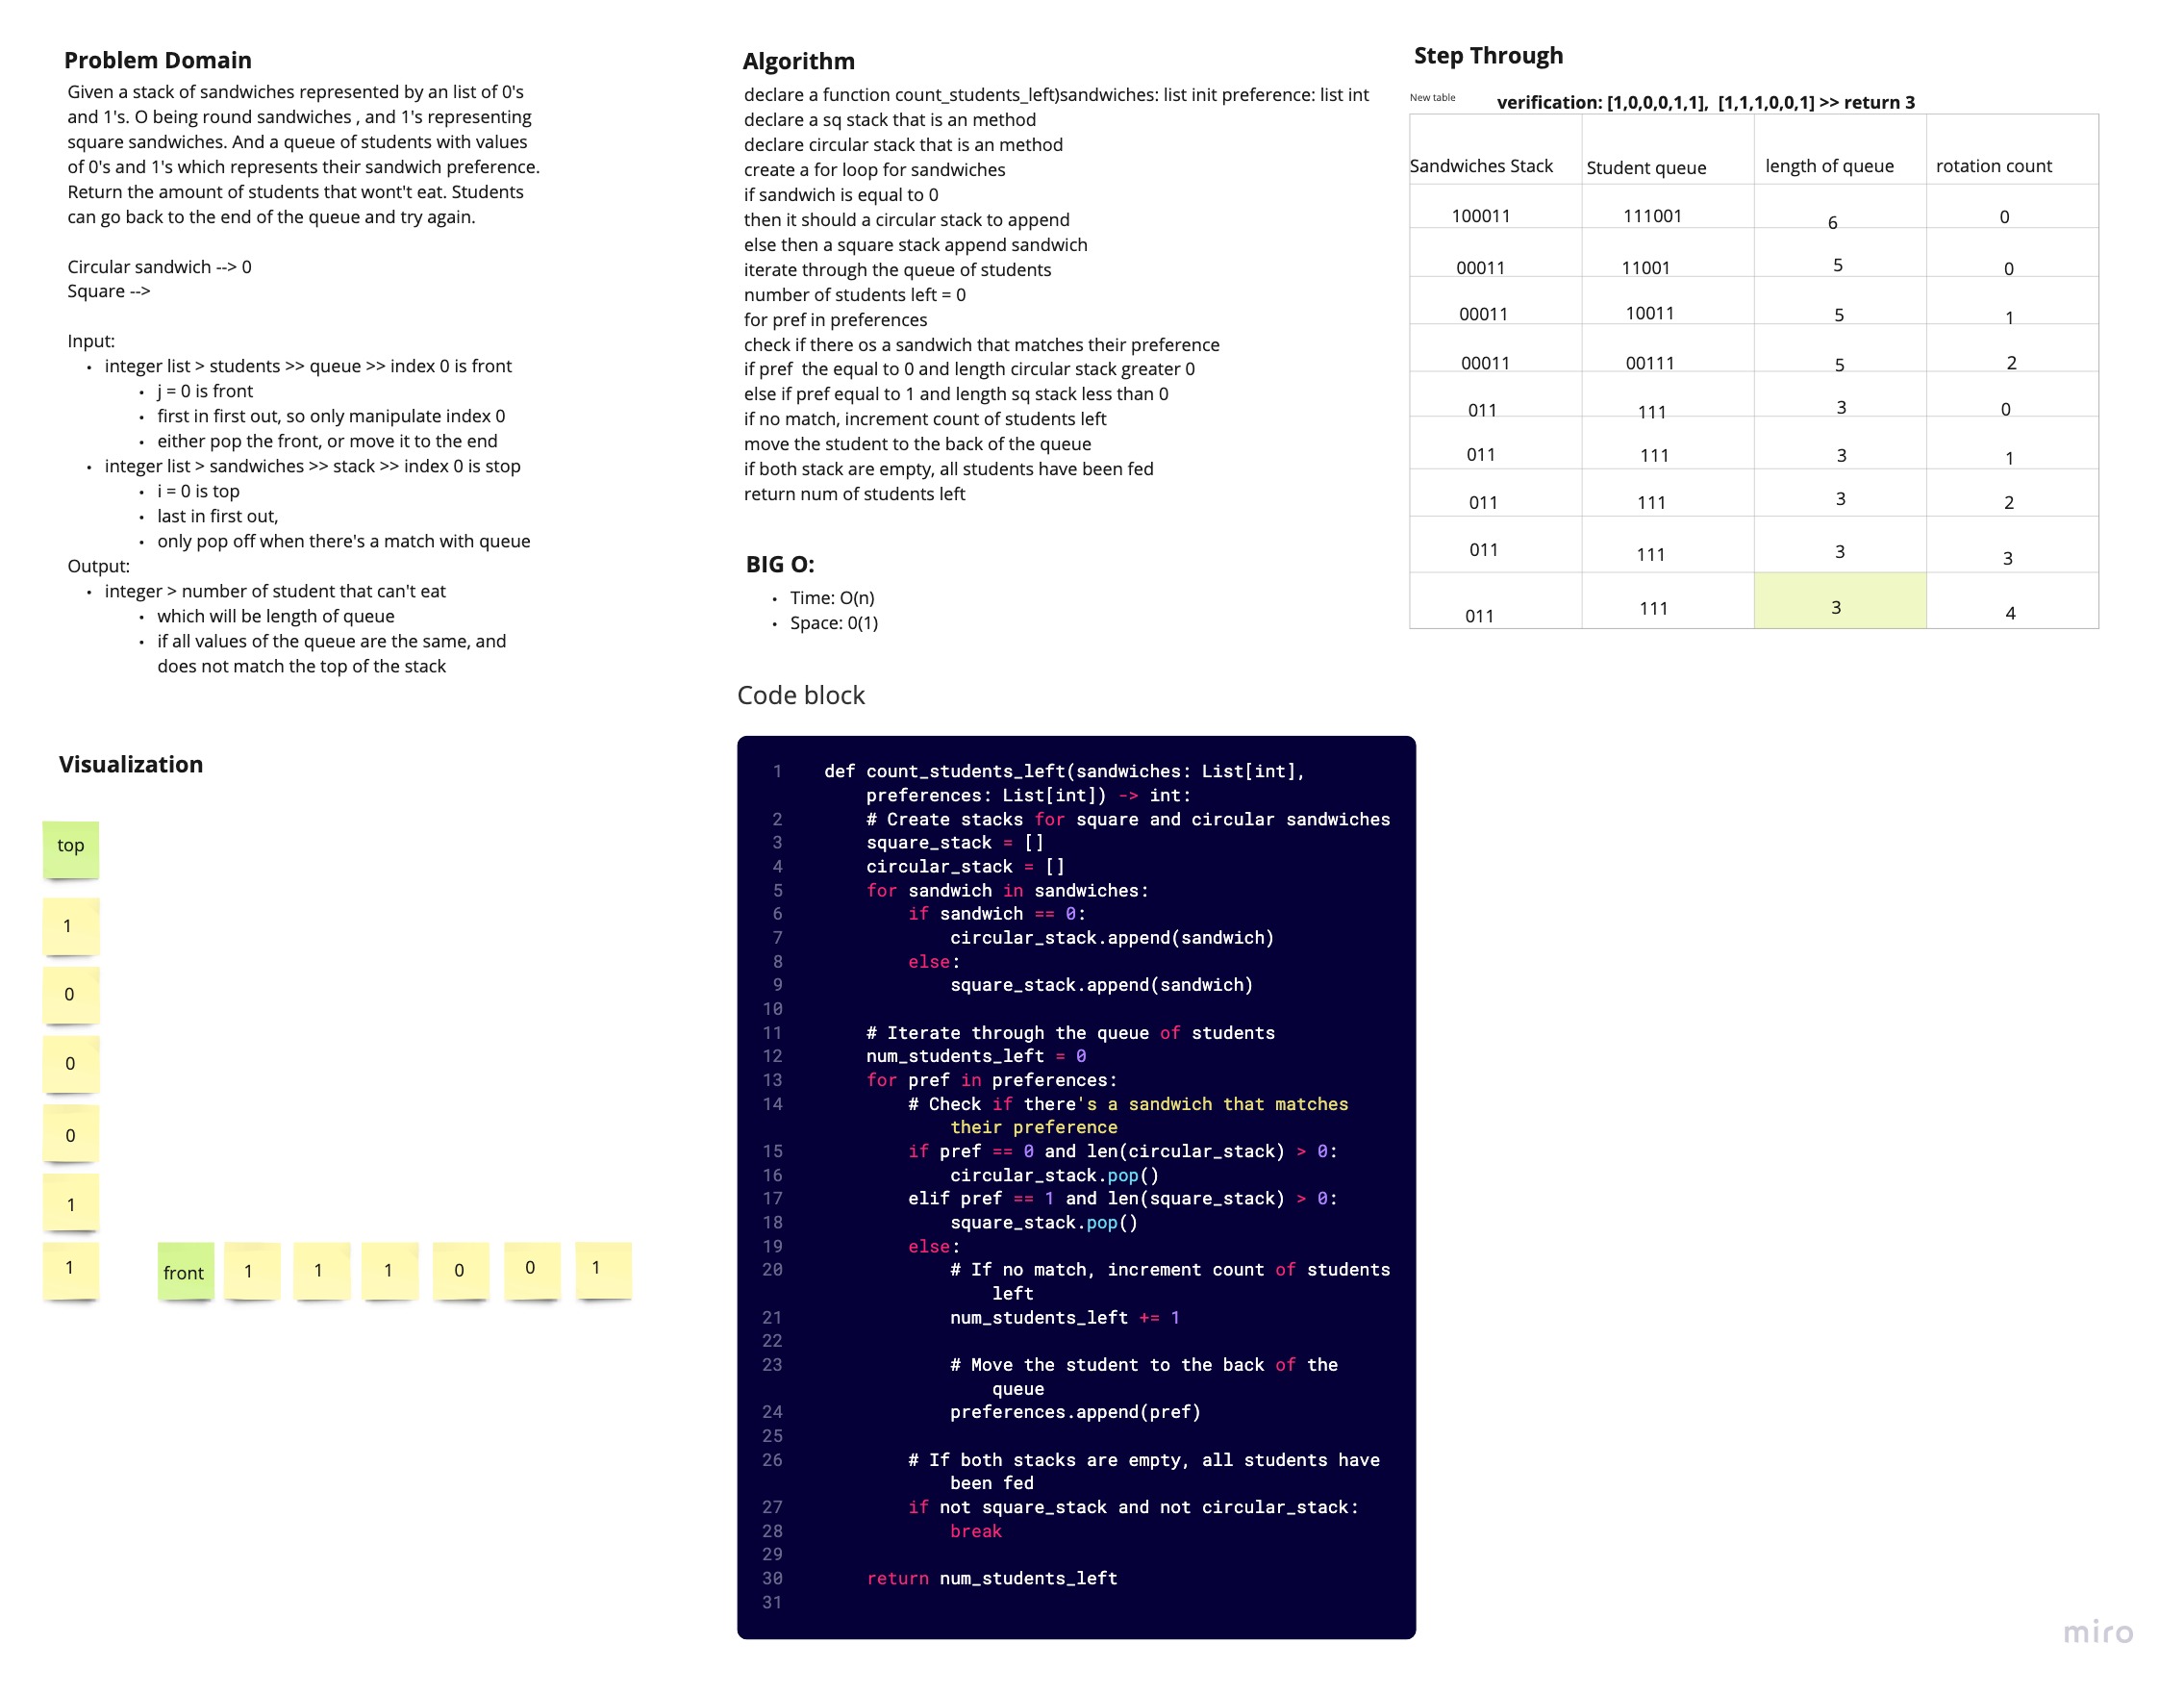 Problem Domain
Given a stack of sandwiches represented by an list of 0's
and 1's. O being round sandwiches , and 1's representing
square sandwiches. And a queue of students with values
of 0's and 1's which represents their sandwich preference.
Return the amount of students that wont't eat. Students
can go back to the end of the queue and try again.
Circular sandwich --> 0
Square -->
Input:
• integer list > students >> queue >> index 0 is front
• j = 0 is front
• first in first out, so only manipulate index 0
• either pop the front, or move it to the end
• integer list > sandwiches >> stack >> index 0 is stop
• i = 0 is top
• last in first out,
• only pop off when there's a match with queue
Output:
• integer > number of student that can't eat
• which will be length of queue
• if all values of the queue are the same, and
does not match the top of the stack
Visualization
top
1
0
0
0
1
1
front 1 1 1 0 0 1
Algorithm
declare a function count_students_left)sandwiches: list init preference: list int
declare a sq stack that is an method
declare circular stack that is an method
create a for loop for sandwiches
if sandwich is equal to 0
then it should a circular stack to append
else then a square stack append sandwich
iterate through the queue of students
number of students left = 0
for pref in preferences
check if there os a sandwich that matches their preference
if pref  the equal to 0 and length circular stack greater 0
else if pref equal to 1 and length sq stack less than 0
if no match, increment count of students left
move the student to the back of the queue
if both stack are empty, all students have been fed
return num of students left
BIG O:
• Time: O(n)
• Space: 0(1)
Code block
1 def count_students_left(sandwiches: List[int],
preferences: List[int]) -> int:
2 # Create stacks for square and circular sandwiches
3 square_stack = []
4 circular_stack = []
5 for sandwich in sandwiches:
6 if sandwich == 0:
7 circular_stack.append(sandwich)
8 else:
9 square_stack.append(sandwich)
10
11 # Iterate through the queue of students
12 num_students_left = 0
13 for pref in preferences:
14 # Check if there's a sandwich that matches
their preference
15 if pref == 0 and len(circular_stack) > 0:
16 circular_stack.pop()
17 elif pref == 1 and len(square_stack) > 0:
18 square_stack.pop()
19 else:
20 # If no match, increment count of students
left
21 num_students_left += 1
22
23 # Move the student to the back of the
queue
24 preferences.append(pref)
25
26 # If both stacks are empty, all students have
been fed
27 if not square_stack and not circular_stack:
28 break
29
30 return num_students_left
31
Step Through
New table
verification: [1,0,0,0,1,1],  [1,1,1,0,0,1] >> return 3
Sandwiches Stack Student queue length of queue rotation count
100011 111001 6 0
00011 11001 5 0
00011 10011 5 1
00011 00111 5 2
011 111 3 0
011 111 3 1
011 111 3 2
011 111 3 3
011 111 3 4
miro